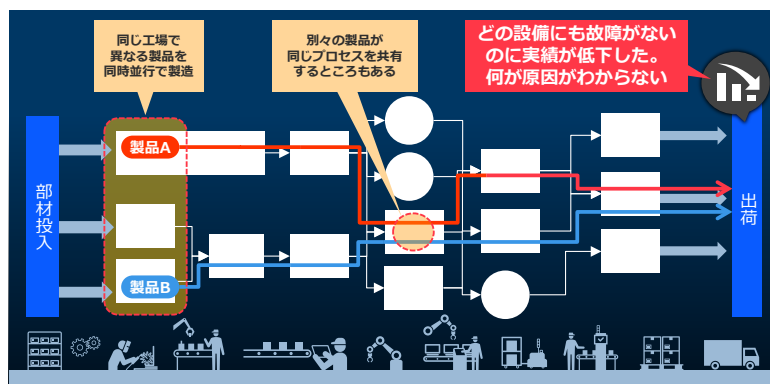 同じ工場で
異なる製品を
同時並行で製造
別々の製品が
同じプロセスを共有
するところもある
どの設備にも故障がない
のに実績が低下した。
何が原因がわからない
部材投入
製品A
製品B
出荷